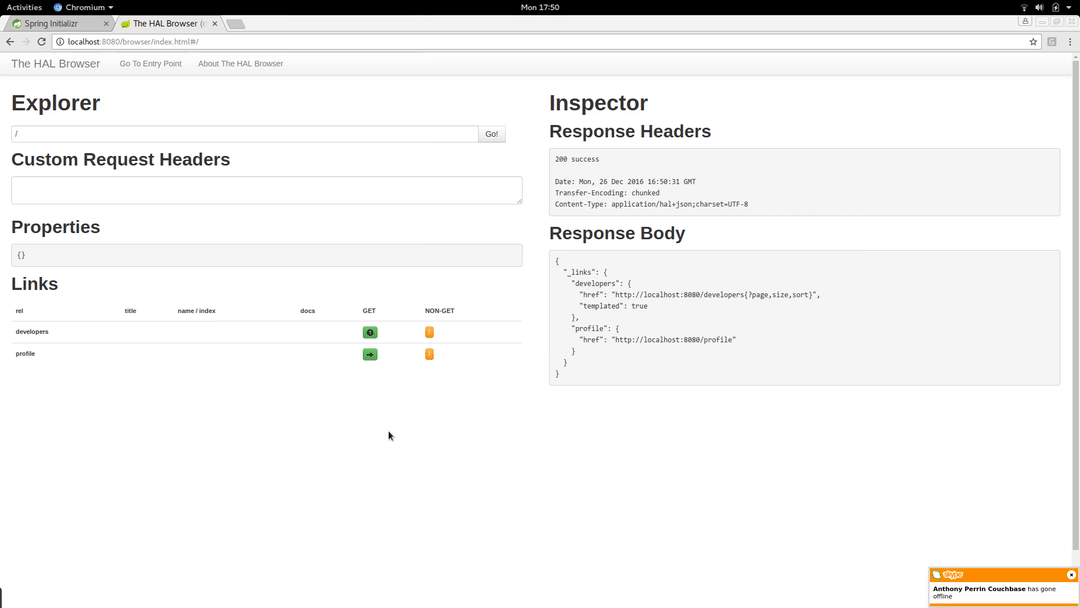 Activities Chromium Mon 17:50
Spring Initializr The HAL Browser (c
localhost:8080/browser/index.html#/
The HAL Browser Go To Entry Point About The HAL Browser
Explorer
/ Go!
Custom Request Headers
Properties
{}
Links
rel title name / index docs GET NON-GET
developers ? !
profile !
Inspector
Response Headers
200 success
Date: Mon, 26 Dec 2016 16:50:31 GMT
Transfer-Encoding: chunked
Content-Type: application/hal+json;charset=UTF-8
Response Body
{
"_links": {
"developers": {
"href": "http://localhost:8080/developers{?page,size,sort}",
"templated": true
},
"profile": {
"href": "http://localhost:8080/profile"
}
}
}
skype
Anthony Perrin Couchbase has gone
offline